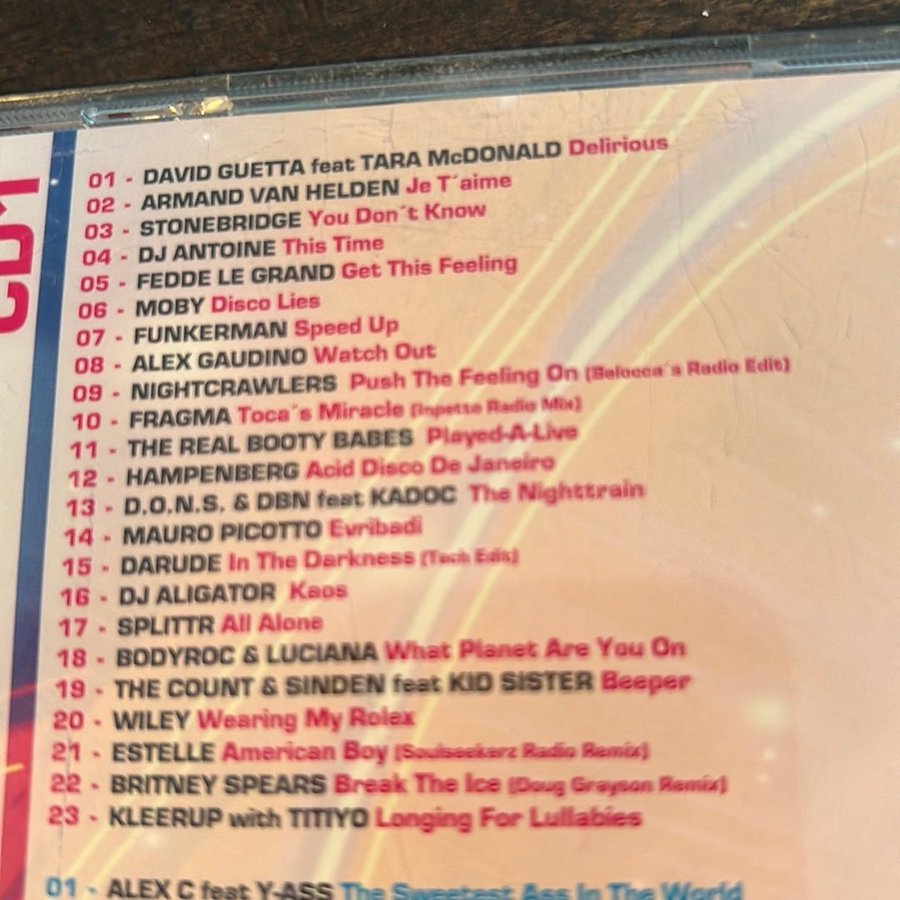 CD1
01 - DAVID GUETTA feat TARA McDONALD Delirious
02 - ARMAND VAN HELDEN Je T´aime
03 - STONEBRIDGE You Don´t Know
04 - DJ ANTOINE This Time
05 - FEDDE LE GRAND Get This Feeling
06 - MOBY Disco Lies
07 - FUNKERMAN Speed Up
08 - ALEX GAUDINO Watch Out
09 - NIGHTCRAWLERS Push The Feeling On (Belocca´s Radio Edit)
10 - FRAGMA Toca´s Miracle (Inpetto Radio Mix)
11 - THE REAL BOOTY BABES Played-A-Live
12 - HAMPENBERG Acid Disco De Janeiro
13 - D.O.N.S. & DBN feat KADOC The Nighttrain
14 - MAURO PICOTTO Evribadi
15 - DARUDE In The Darkness (Tech Edit)
16 - DJ ALIGATOR Kaos
17 - SPLITTR All Alone
18 - BODYROC & LUCIANA What Planet Are You On
19 - THE COUNT & SINDEN feat KID SISTER Beeper
20 - WILEY Wearing My Rolex
21 - ESTELLE American Boy (Soulseekerz Radio Remix)
22 - BRITNEY SPEARS Break The Ice (Doug Grayson Remix)
23 - KLEERUP with TITIYO Longing For Lullabies
01 - ALEX C feat Y-ASS The Sweetest Ass In The World